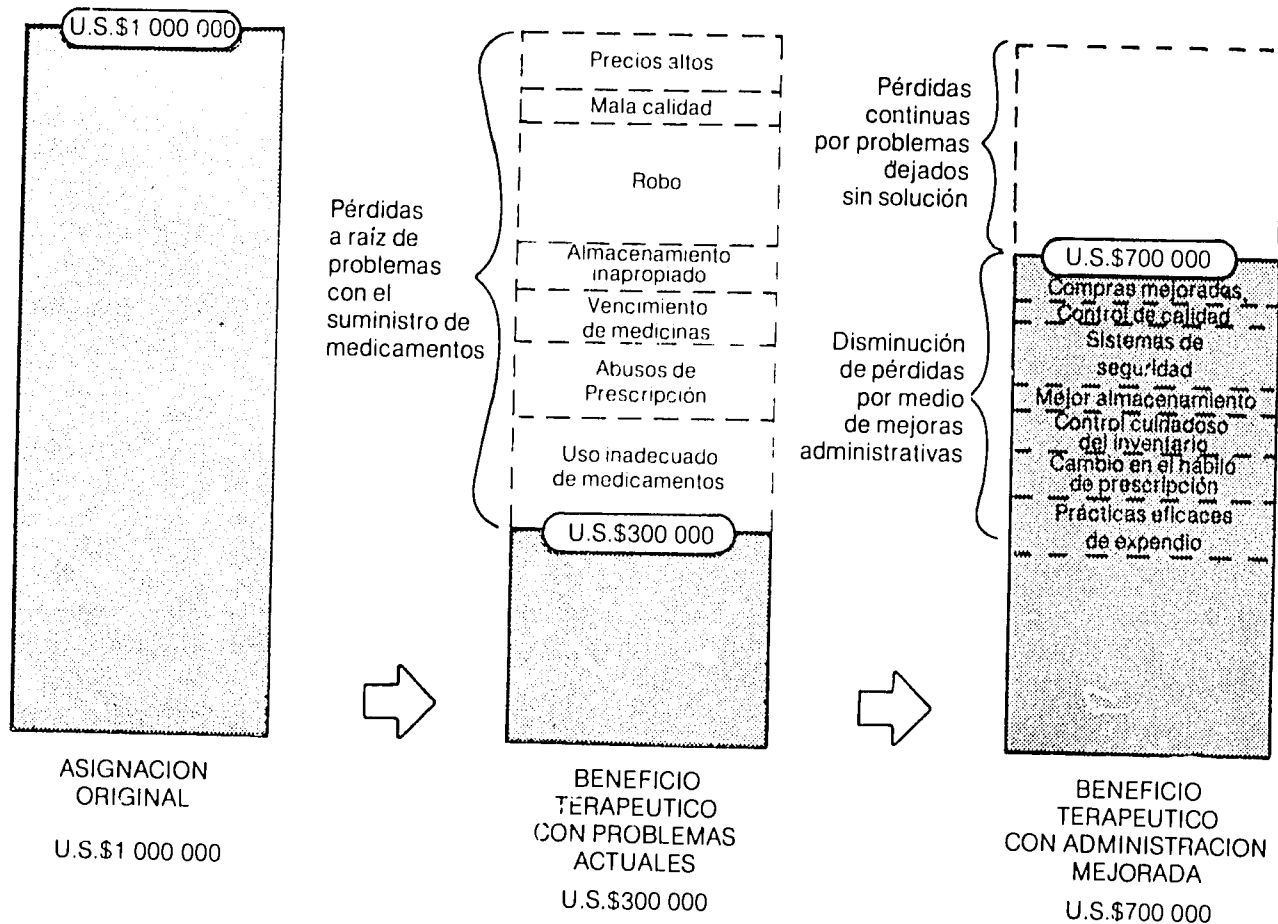 U.S.$1 000 000
ASIGNACION
ORIGINAL
U.S.$1 000 000
Pérdidas
a raíz de
problemas
con el
suministro de
medicamentos
Precios altos
Mala calidad
Robo
Almacenamiento
inapropiado
Vencimiento
de medicinas
Abusos de
Prescripción
Uso inadecuado
de medicamentos
U.S.$300 000
BENEFICIO
TERAPEUTICO
CON PROBLEMAS
ACTUALES
U.S.$300 000
Pérdidas
continuas
por problemas
dejados
sin solución
Disminución
de pérdidas
por medio
de mejoras
administrativas
U.S.$700 000
Compras mejoradas,
Control de calidad
Sistemas de
seguridad
Mejor almacenamiento
Control cuidadoso
del inventario
Cambio en el hábito
de prescripción
Prácticas eficaces
de expendio
BENEFICIO
TERAPEUTICO
CON ADMINISTRACION
MEJORADA
U.S.$700 000